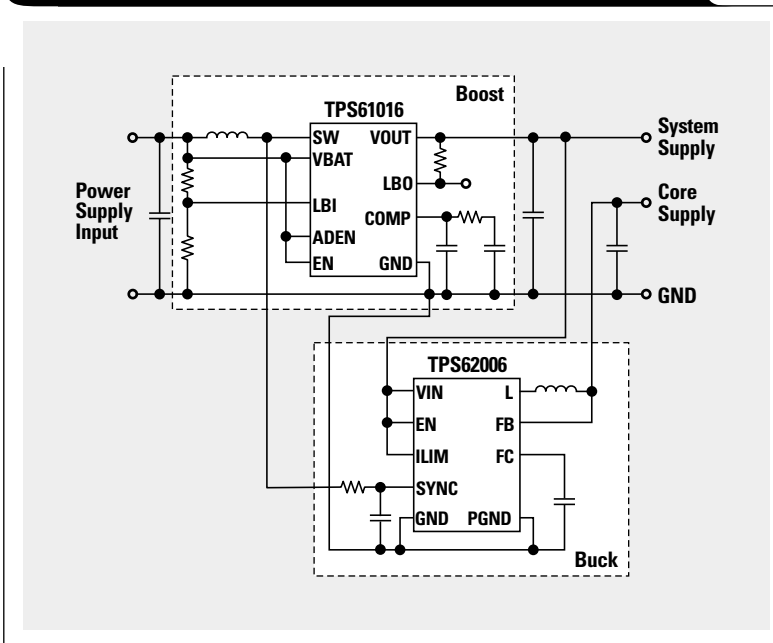 Boost
TPS61016
SW
VOUT
VBAT
LBO
LBI
COMP
ADEN
EN
GND
Power
Supply
Input
System
Supply
Core
Supply
GND
TPS62006
VIN
L
EN
FB
ILIM
FC
SYNC
GND
PGND
Buck